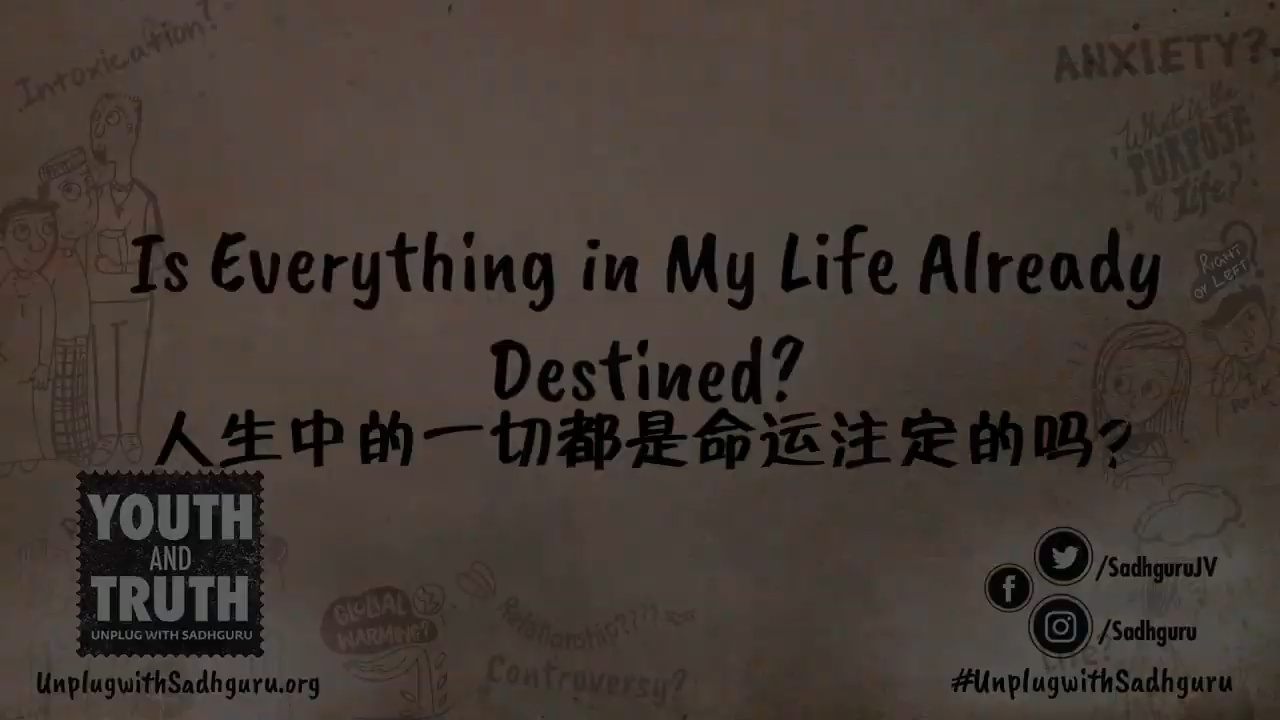 Intoxication?
ANXIETY?
What is the
PURPOSE
of Life?
RIGHT
OR LEFT
Is Everything in My Life Already
Destined?
人生中的一切都是命运注定的吗?
YOUTH
AND
TRUTH
UNPLUG WITH SADHGURU
UnplugwithSadhguru.org
GLOBAL
WARMING?
Relationship????
Controversy?
/SadhguruJV
f
/Sadhguru
#UnplugwithSadhguru